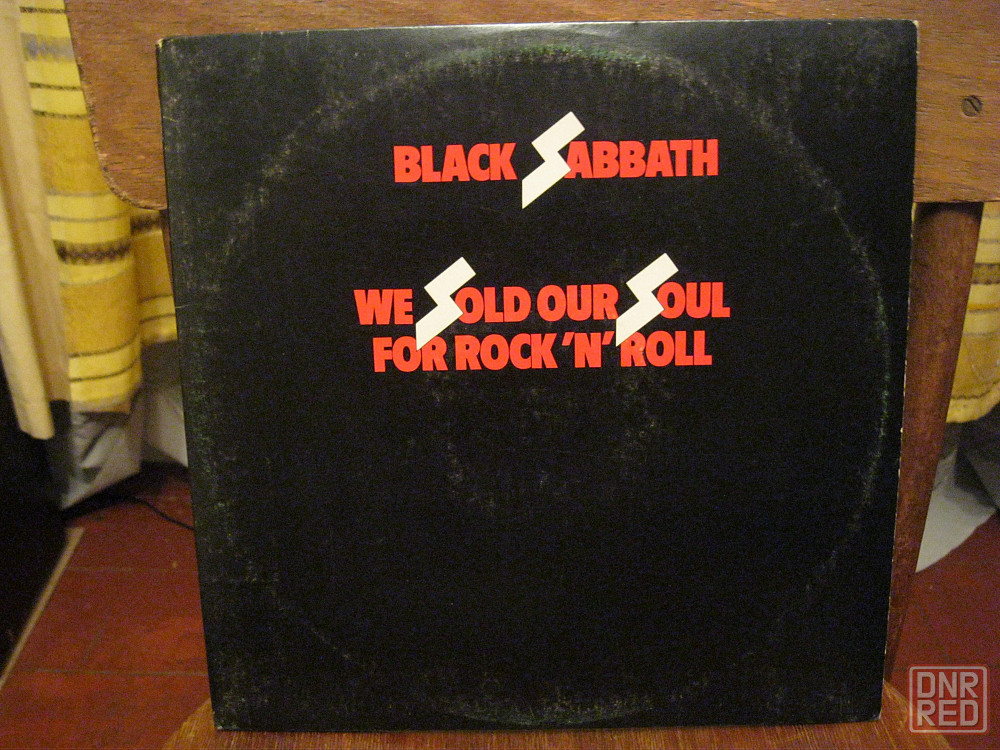 BLACK SABBATH
WE SOLD OUR SOUL
FOR ROCK 'N' ROLL
DNR
RED